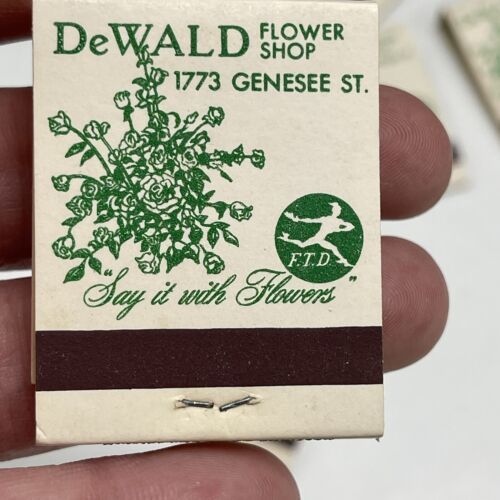 DeWALD FLOWER
SHOP
1773 GENESEE ST.
F.T.D.
"Say it with Flowers"